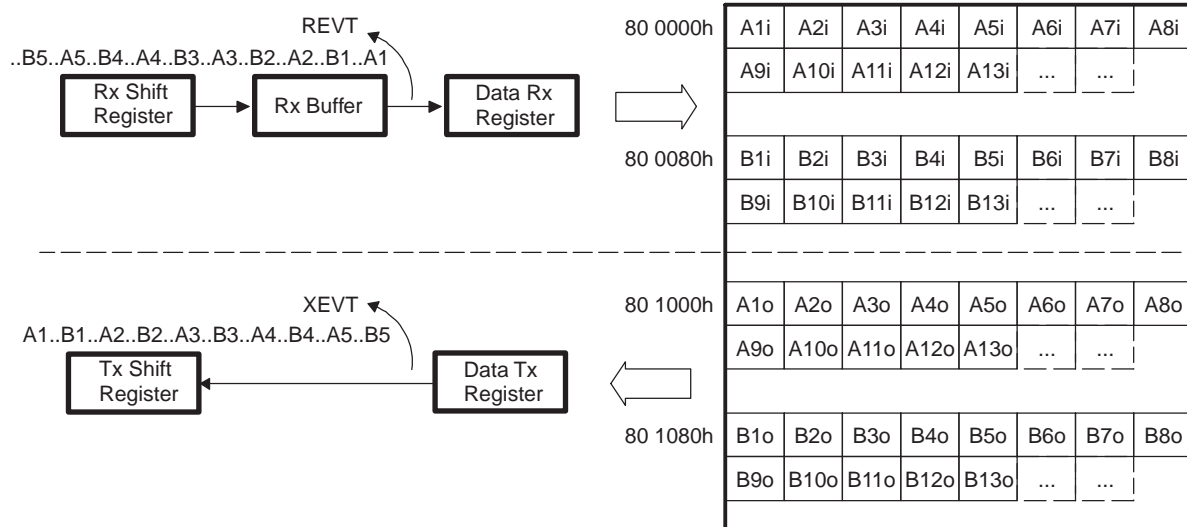 REVT
..B5..A5..B4..A4..B3..A3..B2..A2..B1..A1
Rx Shift
Register
Rx Buffer
Data Rx
Register
80 0000h
A1i A2i A3i A4i A5i A6i A7i A8i
A9i A10i A11i A12i A13i ... ...
80 0080h
B1i B2i B3i B4i B5i B6i B7i B8i
B9i B10i B11i B12i B13i ... ...
XEVT
A1..B1..A2..B2..A3..B3..A4..B4..A5..B5
Tx Shift
Register
Data Tx
Register
80 1000h
A1o A2o A3o A4o A5o A6o A7o A8o
A9o A10o A11o A12o A13o ... ...
80 1080h
B1o B2o B3o B4o B5o B6o B7o B8o
B9o B10o B11o B12o B13o ... ...